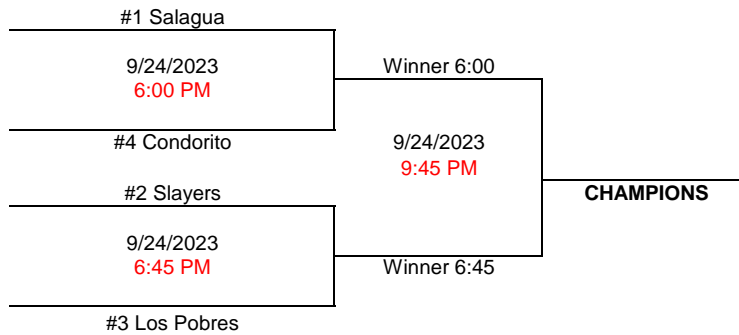 #1 Salagua
9/24/2023
6:00 PM
Winner 6:00
#4 Condorito
9/24/2023
9:45 PM
#2 Slayers
CHAMPIONS
9/24/2023
6:45 PM
Winner 6:45
#3 Los Pobres